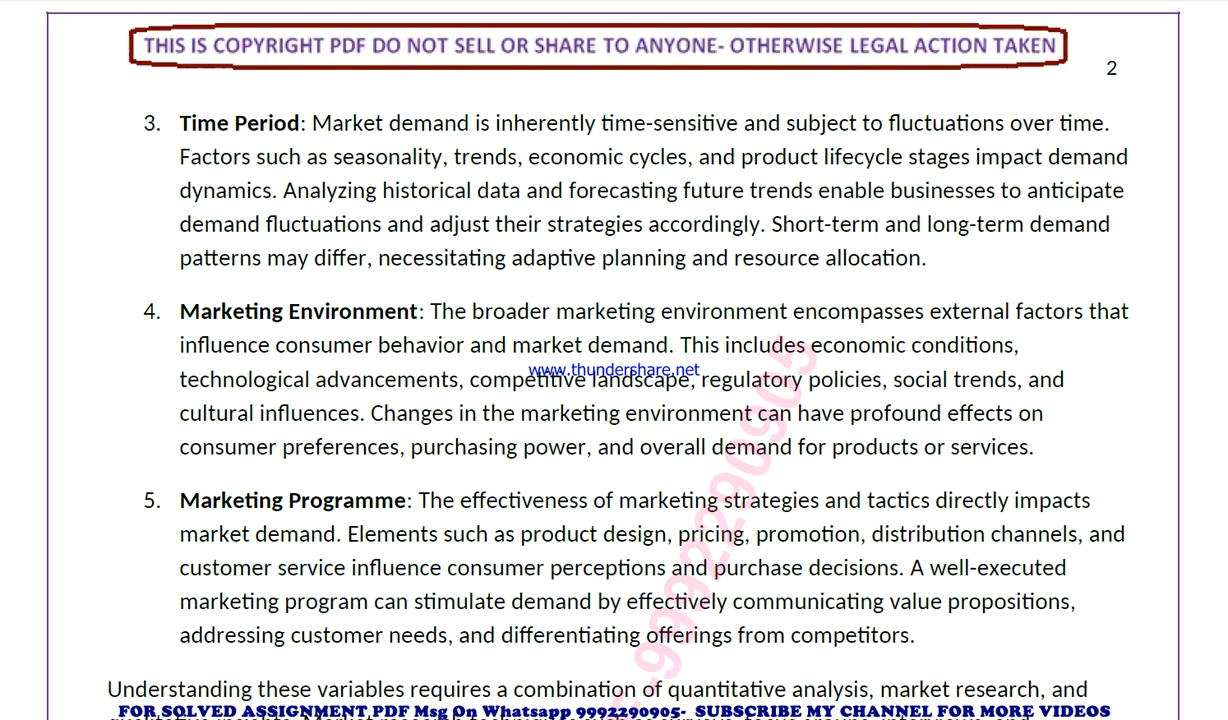 THIS IS COPYRIGHT PDF DO NOT SELL OR SHARE TO ANYONE- OTHERWISE LEGAL ACTION TAKEN
2
3. Time Period: Market demand is inherently time-sensitive and subject to fluctuations over time.
Factors such as seasonality, trends, economic cycles, and product lifecycle stages impact demand
dynamics. Analyzing historical data and forecasting future trends enable businesses to anticipate
demand fluctuations and adjust their strategies accordingly. Short-term and long-term demand
patterns may differ, necessitating adaptive planning and resource allocation.
4. Marketing Environment: The broader marketing environment encompasses external factors that
influence consumer behavior and market demand. This includes economic conditions,
www.thundershare.net
technological advancements, competitive landscape, regulatory policies, social trends, and
cultural influences. Changes in the marketing environment can have profound effects on
consumer preferences, purchasing power, and overall demand for products or services.
5. Marketing Programme: The effectiveness of marketing strategies and tactics directly impacts
market demand. Elements such as product design, pricing, promotion, distribution channels, and
customer service influence consumer perceptions and purchase decisions. A well-executed
marketing program can stimulate demand by effectively communicating value propositions,
addressing customer needs, and differentiating offerings from competitors.
-9992290905
Understanding these variables requires a combination of quantitative analysis, market research, and
FOR SOLVED ASSIGNMENT PDF Msg On Whatsapp 9992290905- SUBSCRIBE MY CHANNEL FOR MORE VIDEOS